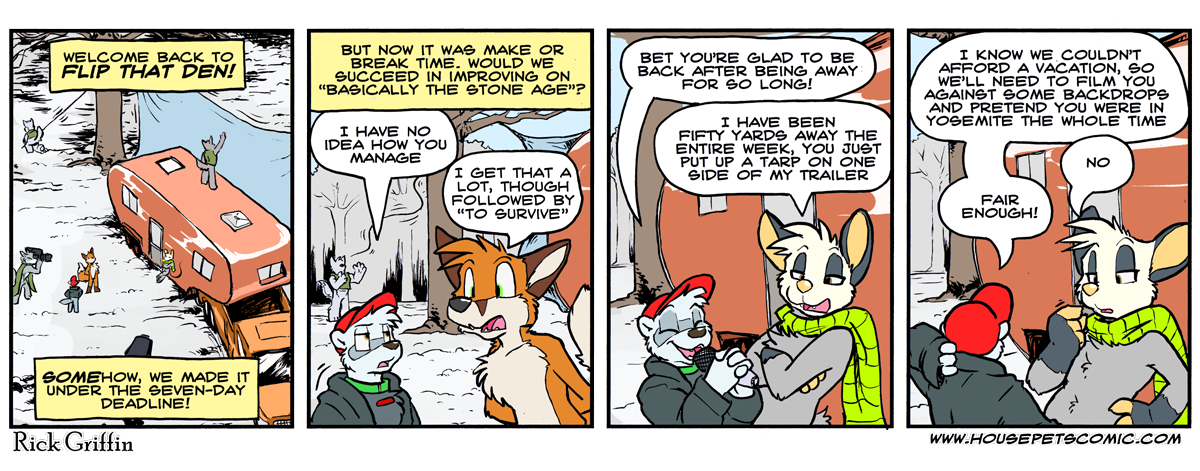 WELCOME BACK TO
FLIP THAT DEN!
SOMEHOW, WE MADE IT
UNDER THE SEVEN-DAY
DEADLINE!
BUT NOW IT WAS MAKE OR
BREAK TIME. WOULD WE
SUCCEED IN IMPROVING ON
“BASICALLY THE STONE AGE”?
I HAVE NO
IDEA HOW YOU
MANAGE
I GET THAT A
LOT, THOUGH
FOLLOWED BY
“TO SURVIVE”
BET YOU’RE GLAD TO BE
BACK AFTER BEING AWAY
FOR SO LONG!
I HAVE BEEN
FIFTY YARDS AWAY THE
ENTIRE WEEK, YOU JUST
PUT UP A TARP ON ONE
SIDE OF MY TRAILER
I KNOW WE COULDN’T
AFFORD A VACATION, SO
WE’LL NEED TO FILM YOU
AGAINST SOME BACKDROPS
AND PRETEND YOU WERE IN
YOSEMITE THE WHOLE TIME
NO
FAIR
ENOUGH!
Rick Griffin
WWW.HOUSEPETSCOMIC.COM